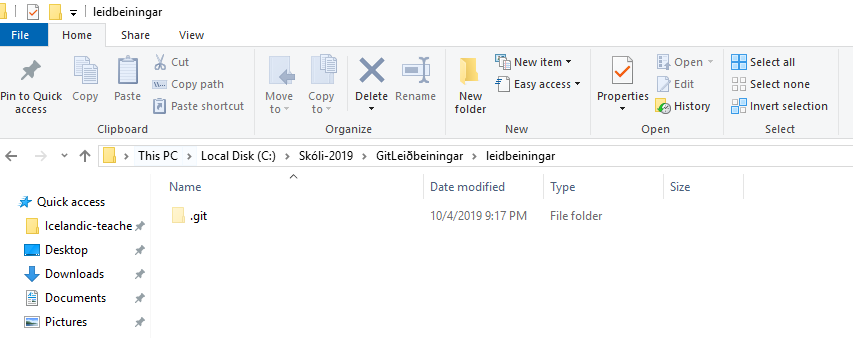 leidbeiningar
File Home Share View
Pin to Quick access
Copy
Paste
Cut
Copy path
Paste shortcut
Clipboard
Move to
Copy to
Delete
Rename
Organize
New folder
New item
Easy access
New
Properties
Open
Edit
History
Open
Select all
Select none
Invert selection
Select
This PC > Local Disk (C:) > Skóli-2019 > GitLeiðbeiningar > leidbeiningar
Name Date modified Type Size
.git 10/4/2019 9:17 PM File folder
Quick access
Icelandic-teache
Desktop
Downloads
Documents
Pictures